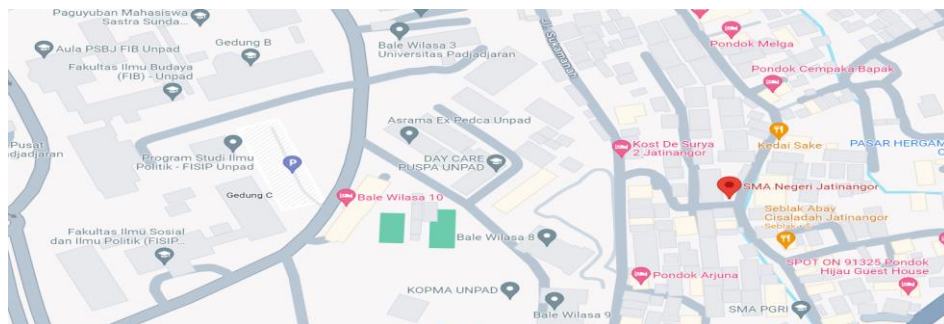 Paguyuban Mahasiswa
Sastra Sunda...
Aula PSBJ FIB Unpad
Gedung B
Fakultas Ilmu Budaya
(FIB) - Unpad
Bale Wilasa 3
Universitas Padjadjaran
Jl. Sukamanah
Pondok Melga
Pondok Cempaka Bapak
Pusat
adjadjaran
Asrama Ex Pedca Unpad
Program Studi Ilmu
Politik - FISIP Unpad
P
DAY CARE
PUSPA UNPAD
Kost De Surya
2 Jatinangor
Kedai Sake
PASAR HERGAM
Gedung C
Bale Wilasa 10
SMA Negeri Jatinangor
Seblak Abay
Cisaladah Jatinangor
Fakultas Ilmu Sosial
dan Ilmu Politik (FISIP...
Bale Wilasa 8
SPOT ON 91325 Pondok
Hijau Guest House
Pondok Arjuna
KOPMA UNPAD
Bale Wilasa 9
SMA PGRI